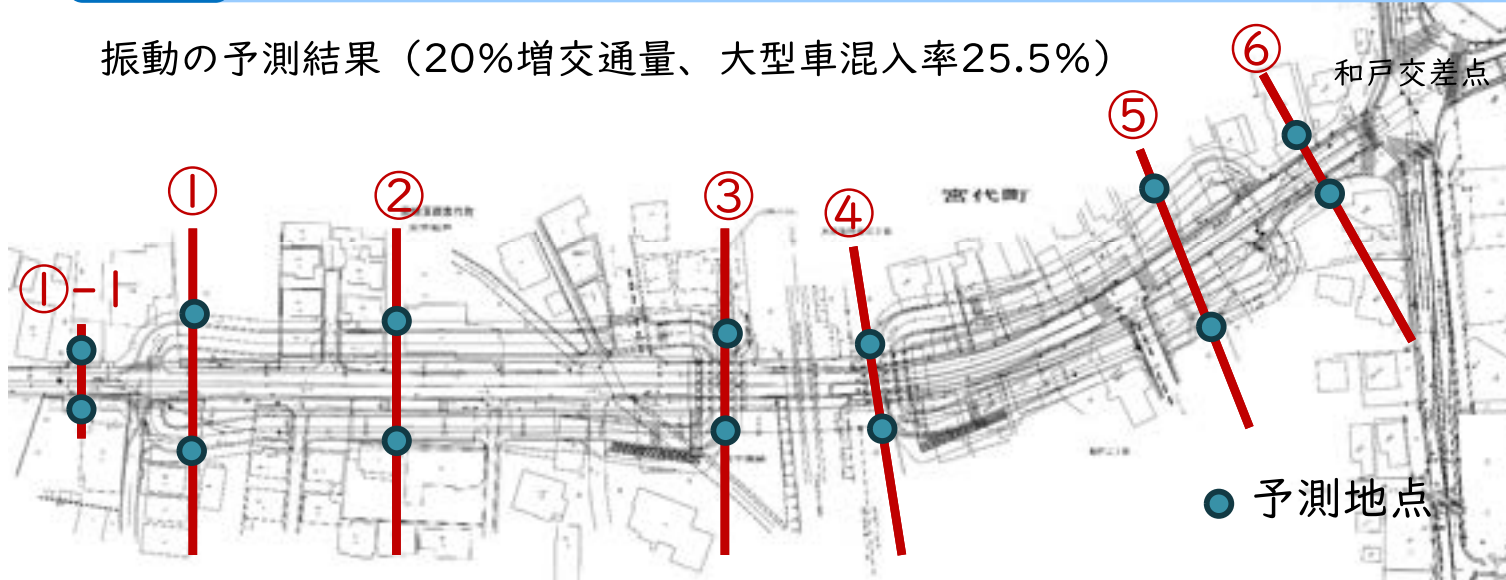 振動の予測結果（20%増交通量、大型車混入率25.5%）
⑥
和戸交差点
⑤
①
②
③
④
宮代町
①-1
予測地点